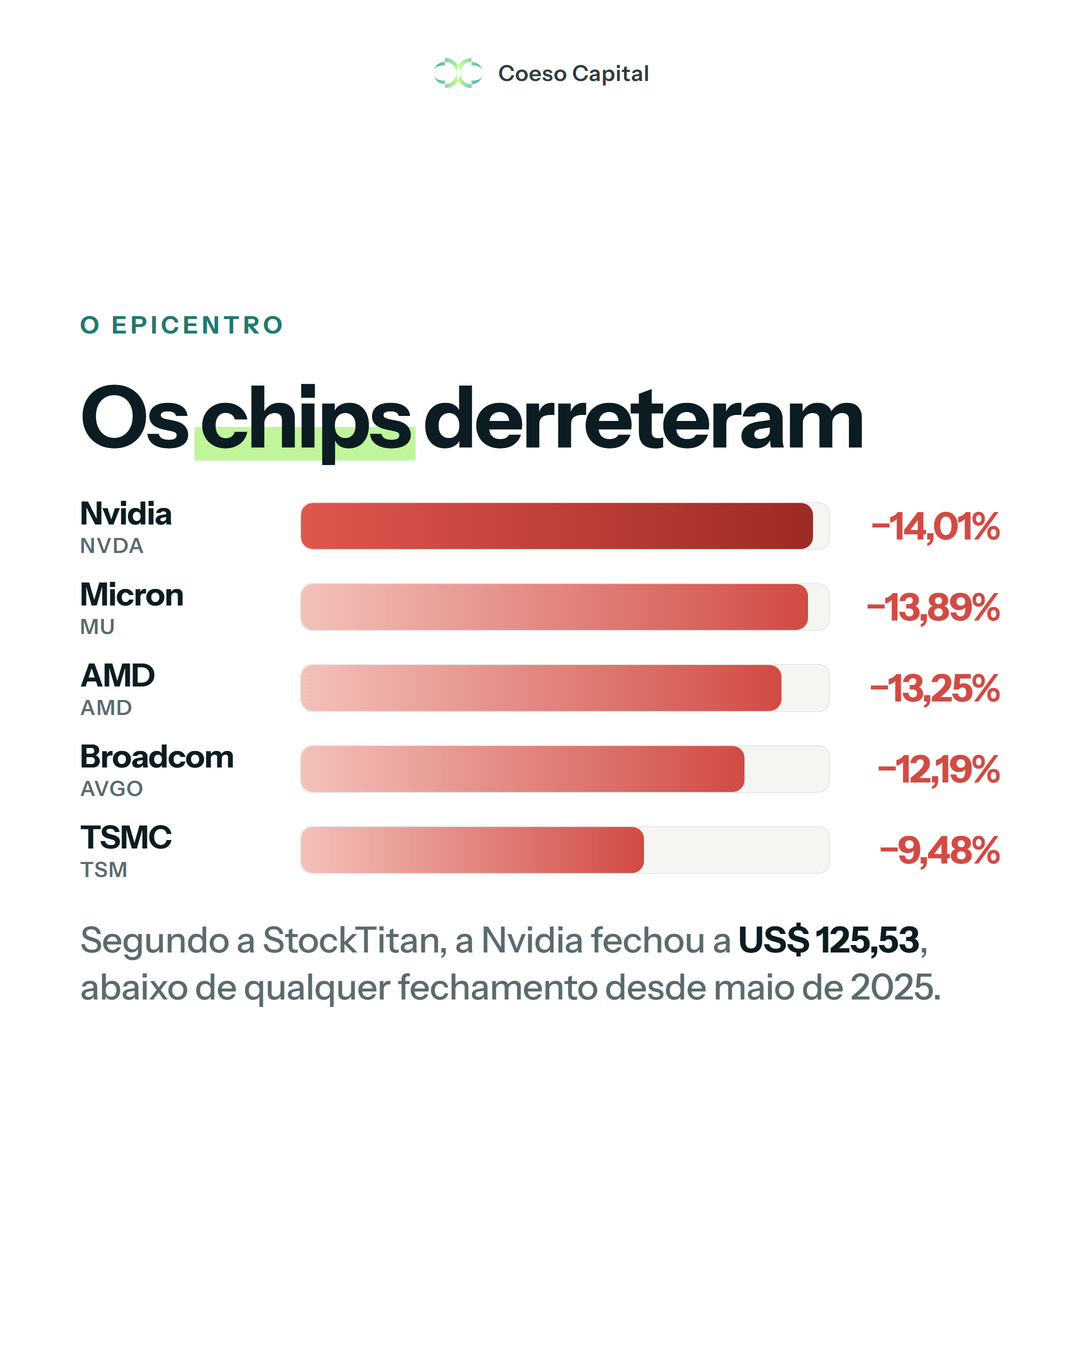 Coeso Capital
O EPICENTRO
Os chips derreteram
Nvidia
NVDA
−14,01%
Micron
MU
−13,89%
AMD
AMD
−13,25%
Broadcom
AVGO
−12,19%
TSMC
TSM
−9,48%
Segundo a StockTitan, a Nvidia fechou a US$ 125,53,
abaixo de qualquer fechamento desde maio de 2025.